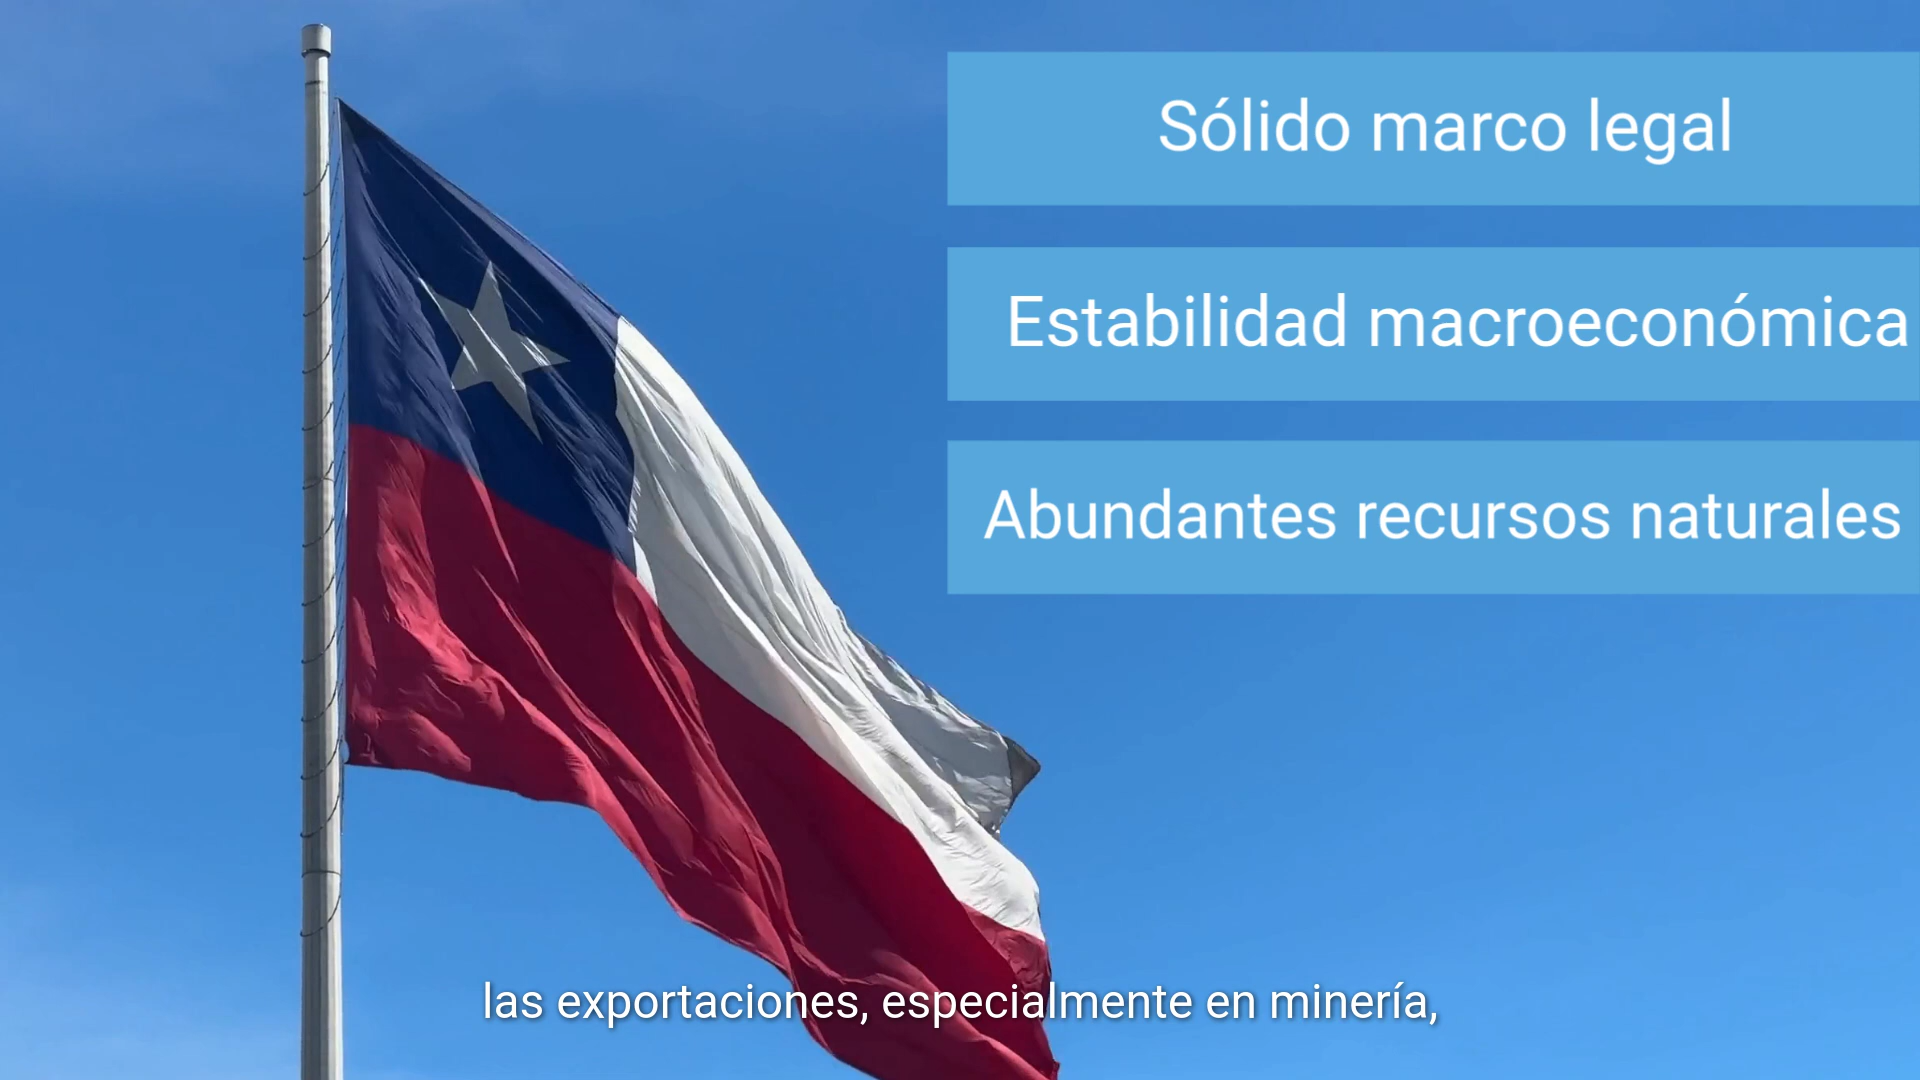 Sólido marco legal
Estabilidad macroeconómica
Abundantes recursos naturales
las exportaciones, especialmente en minería,